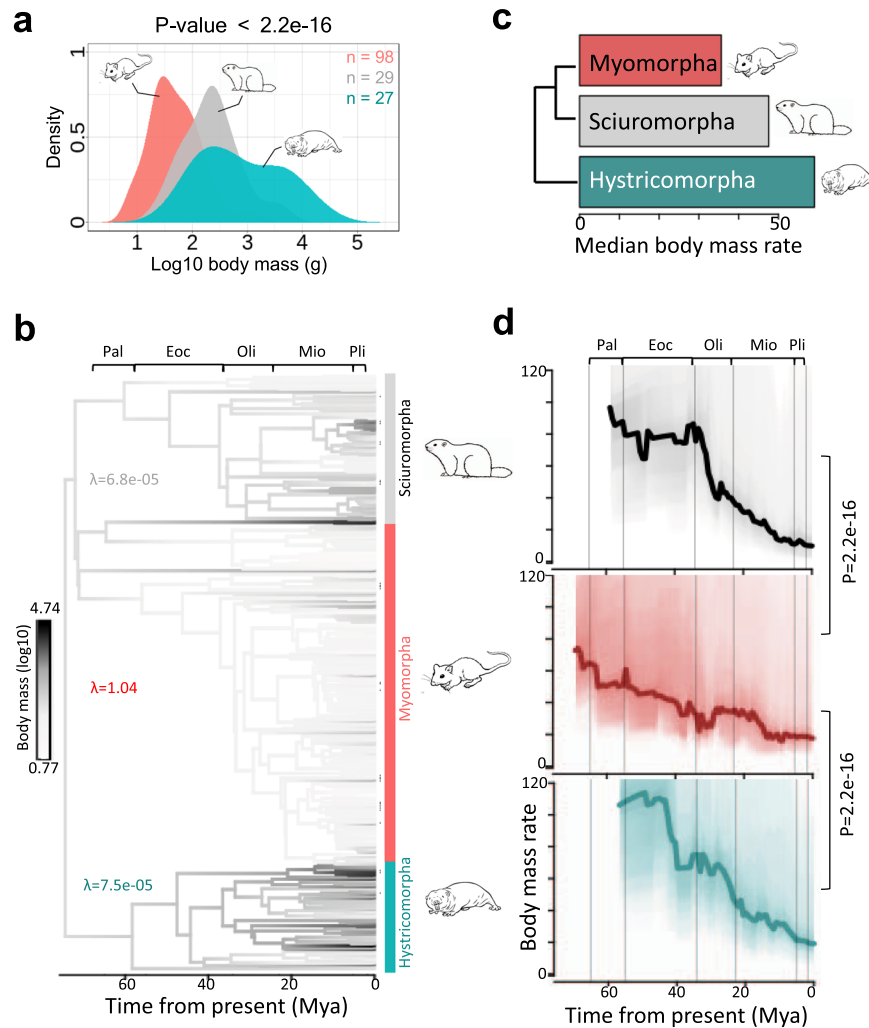 a
P-value < 2.2e-16
n = 98
n = 29
n = 27
1
0.5
0
Density
1 2 3 4 5
Log10 body mass (g)
c
Myomorpha
Sciuromorpha
Hystricomorpha
0 50
Median body mass rate
b
Pal Eoc Oli Mio Pli
λ=6.8e-05
λ=1.04
λ=7.5e-05
4.74
0.77
Body mass (log10)
Sciuromorpha
Myomorpha
Hystricomorpha
60 40 20 0
Time from present (Mya)
d
Pal Eoc Oli Mio Pli
120
0
120
0
120
0
P=2.2e-16
P=2.2e-16
Body mass rate
60 40 20 0
Time from present (Mya)